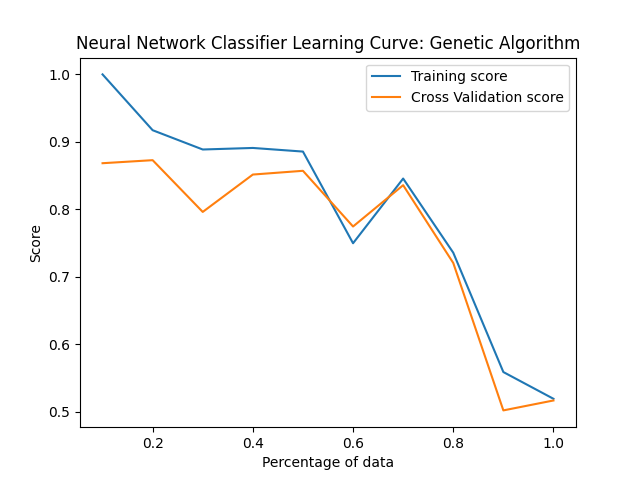 Neural Network Classifier Learning Curve: Genetic Algorithm
Training score
Cross Validation score
Score
1.0
0.9
0.8
0.7
0.6
0.5
0.2
0.4
0.6
0.8
1.0
Percentage of data